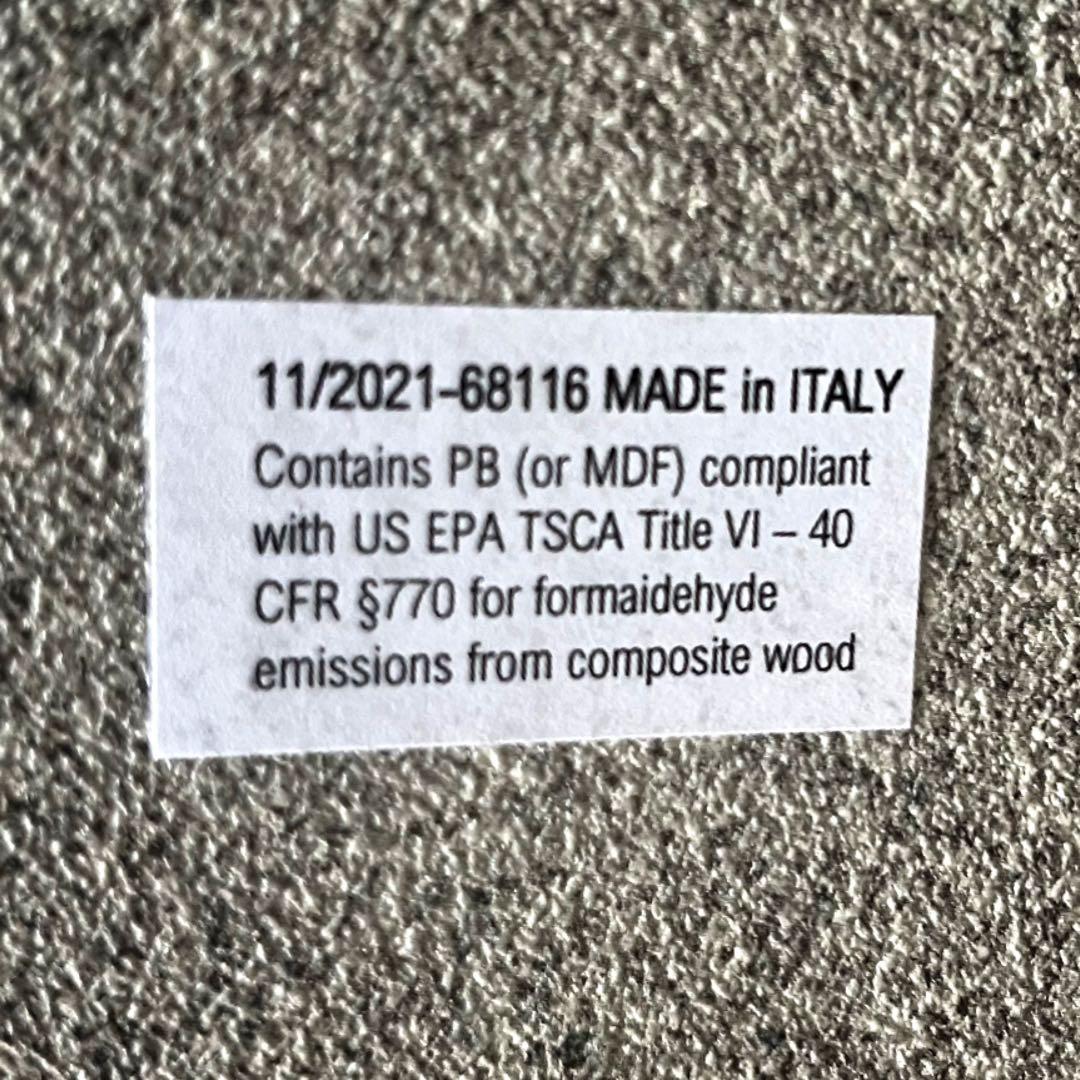 11/2021-68116 MADE in ITALY
Contains PB (or MDF) compliant
with US EPA TSCA Title VI – 40
CFR §770 for formaidehyde
emissions from composite wood